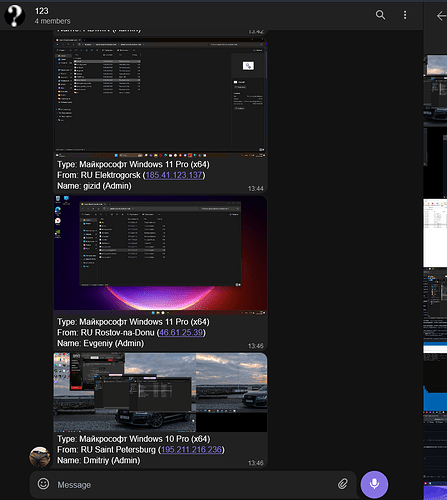 123
4 members
13:42
Type: Майкрософт Windows 11 Pro (x64)
From: RU Elektrogorsk (185.41.123.137)
Name: gizid (Admin)
13:44
Type: Майкрософт Windows 11 Pro (x64)
From: RU Rostov-na-Donu (46.61.25.39)
Name: Evgeniy (Admin)
13:46
Type: Майкрософт Windows 10 Pro (x64)
From: RU Saint Petersburg (195.211.216.236)
Name: Dmitriy (Admin)
13:46
Message